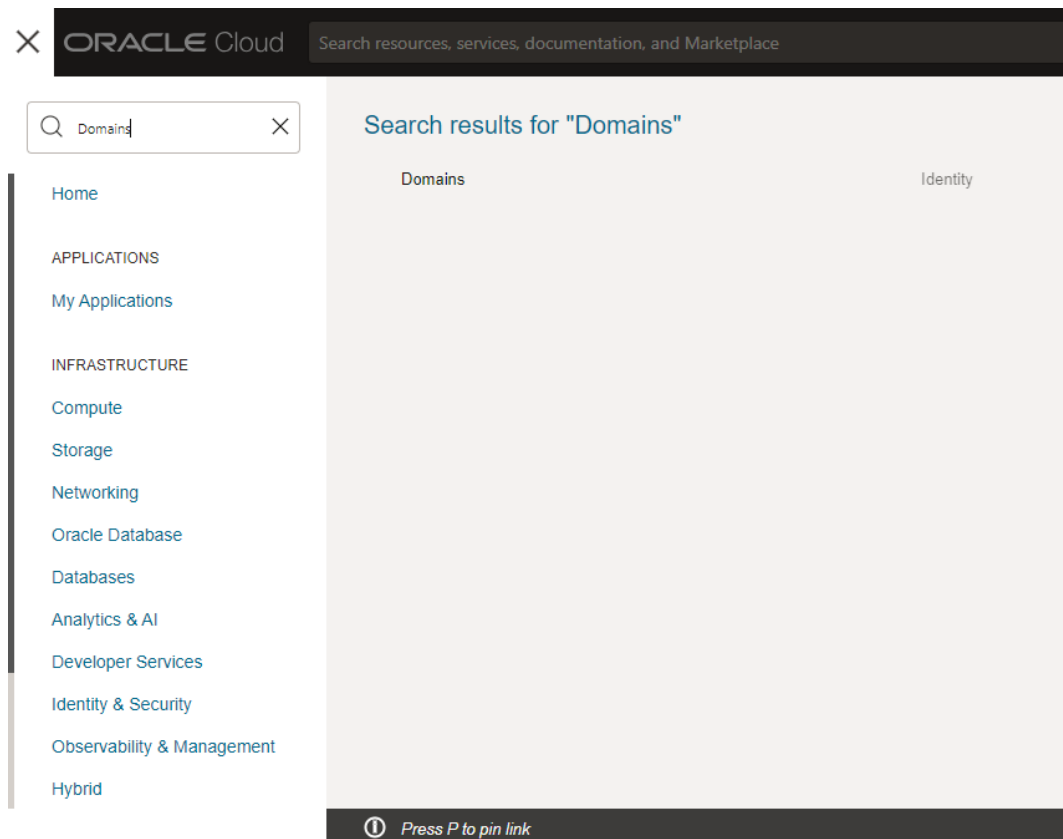 ORACLE Cloud
Search resources, services, documentation, and Marketplace
Domains
Home
APPLICATIONS
My Applications
INFRASTRUCTURE
Compute
Storage
Networking
Oracle Database
Databases
Analytics & AI
Developer Services
Identity & Security
Observability & Management
Hybrid
Search results for "Domains"
Domains Identity
Press P to pin link